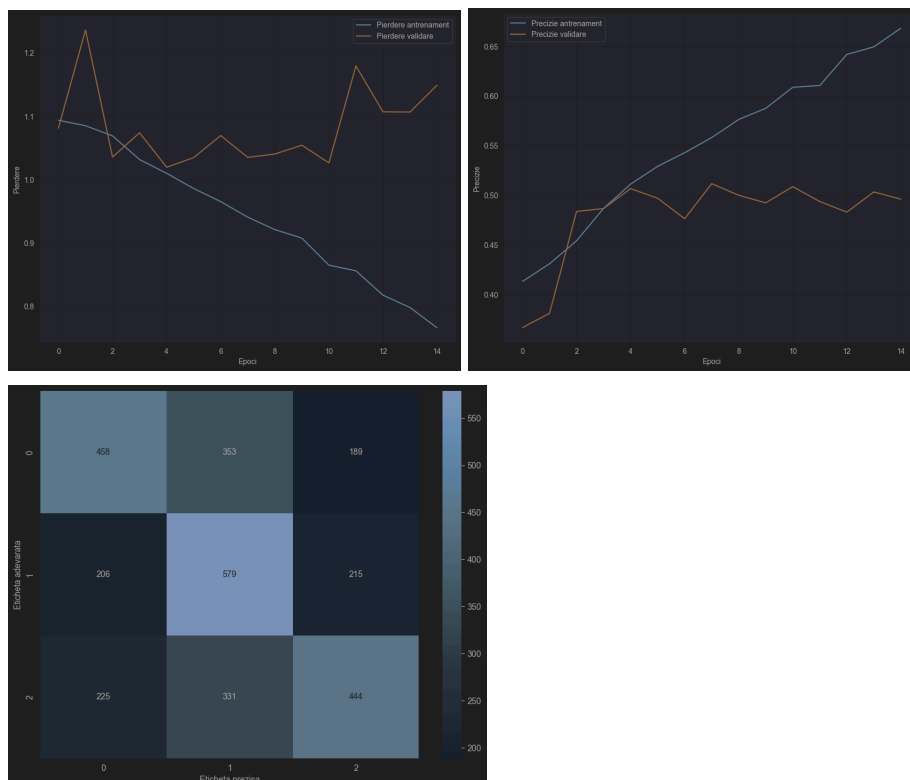 Pierdere antrenament
Pierdere validare
1.2
1.1
1.0
0.9
0.8
Pierdere
0 2 4 6 8 10 12 14
Epoci
Precizie antrenament
Precizie validare
0.65
0.60
0.55
0.50
0.45
0.40
Precizie
0 2 4 6 8 10 12 14
Epoci
458 353 189
206 579 215
225 331 444
0
1
2
Eticheta adevarata
0 1 2
Eticheta prezisa
550
500
450
400
350
300
250
200